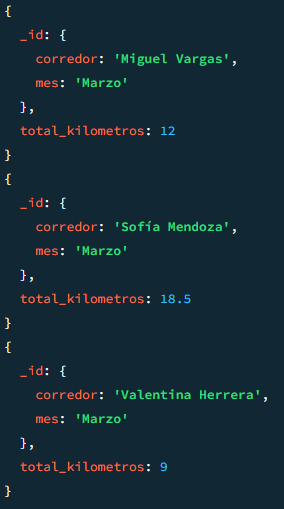 {
  _id: {
    corredor: 'Miguel Vargas',
    mes: 'Marzo'
  },
  total_kilometros: 12
}
{
  _id: {
    corredor: 'Sofía Mendoza',
    mes: 'Marzo'
  },
  total_kilometros: 18.5
}
{
  _id: {
    corredor: 'Valentina Herrera',
    mes: 'Marzo'
  },
  total_kilometros: 9
}